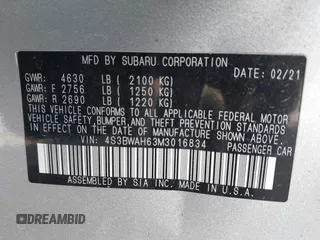 MFD BY SUBARU CORPORATION DATE: 02/21
GVWR: 4630 LB ( 2100 KG)
GAWR: F 2756 LB ( 1250 KG)
GAWR: R 2690 LB ( 1220 KG)
THIS VEHICLE CONFORMS TO ALL APPLICABLE FEDERAL MOTOR
VEHICLE SAFETY, BUMPER, AND THEFT PREVENTION STANDARDS IN
EFFECT ON THE DATE OF MANUFACTURE SHOWN ABOVE.
VIN: 4S3BWAH63M3016834 PASSENGER CAR
ASSEMBLED BY SIA INC. MADE IN U.S.A.
DREAMBID